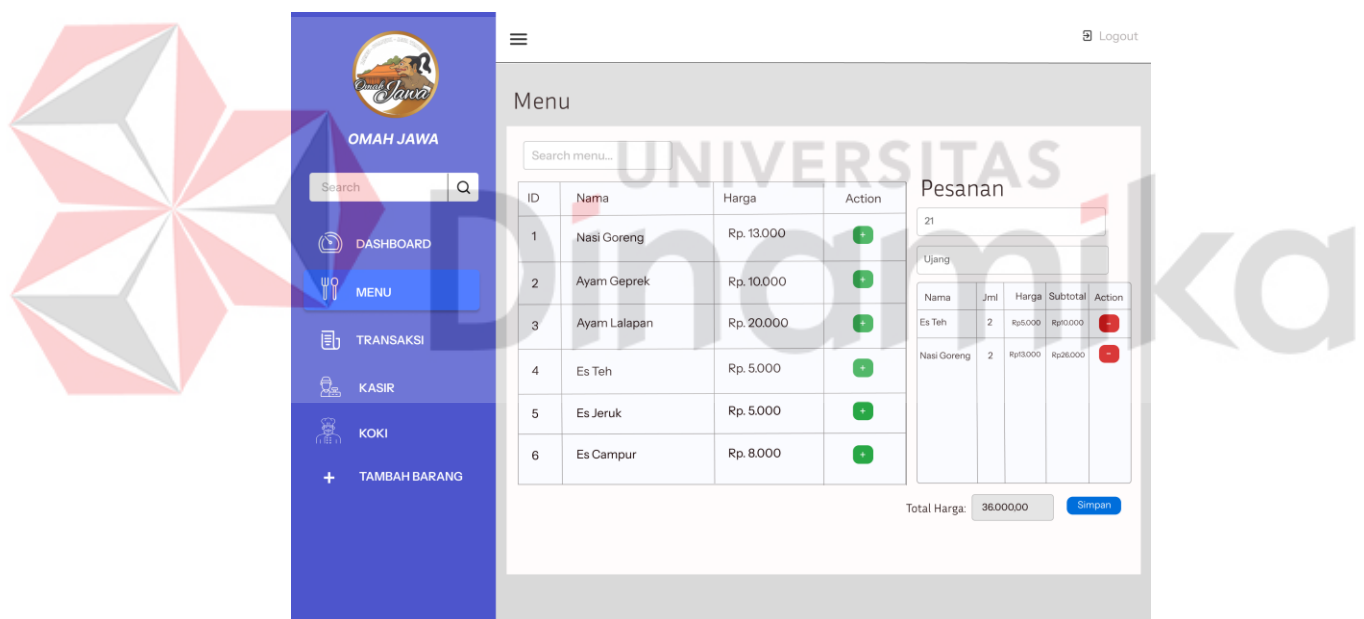 Logout
Omah Jawa
OMAH JAWA
Search
DASHBOARD
MENU
TRANSAKSI
KASIR
KOKI
+ TAMBAH BARANG
Menu
Search menu...
ID Nama Harga Action
1 Nasi Goreng Rp. 13.000 +
2 Ayam Geprek Rp. 10.000 +
3 Ayam Lalapan Rp. 20.000 +
4 Es Teh Rp. 5.000 +
5 Es Jeruk Rp. 5.000 +
6 Es Campur Rp. 8.000 +
Pesanan
21
Ujang
Nama Jml Harga Subtotal Action
Es Teh 2 Rp5.000 Rp10.000 -
Nasi Goreng 2 Rp13.000 Rp26.000 -
Total Harga: 36.000,00 Simpan
UNIVERSITAS
Dinamika